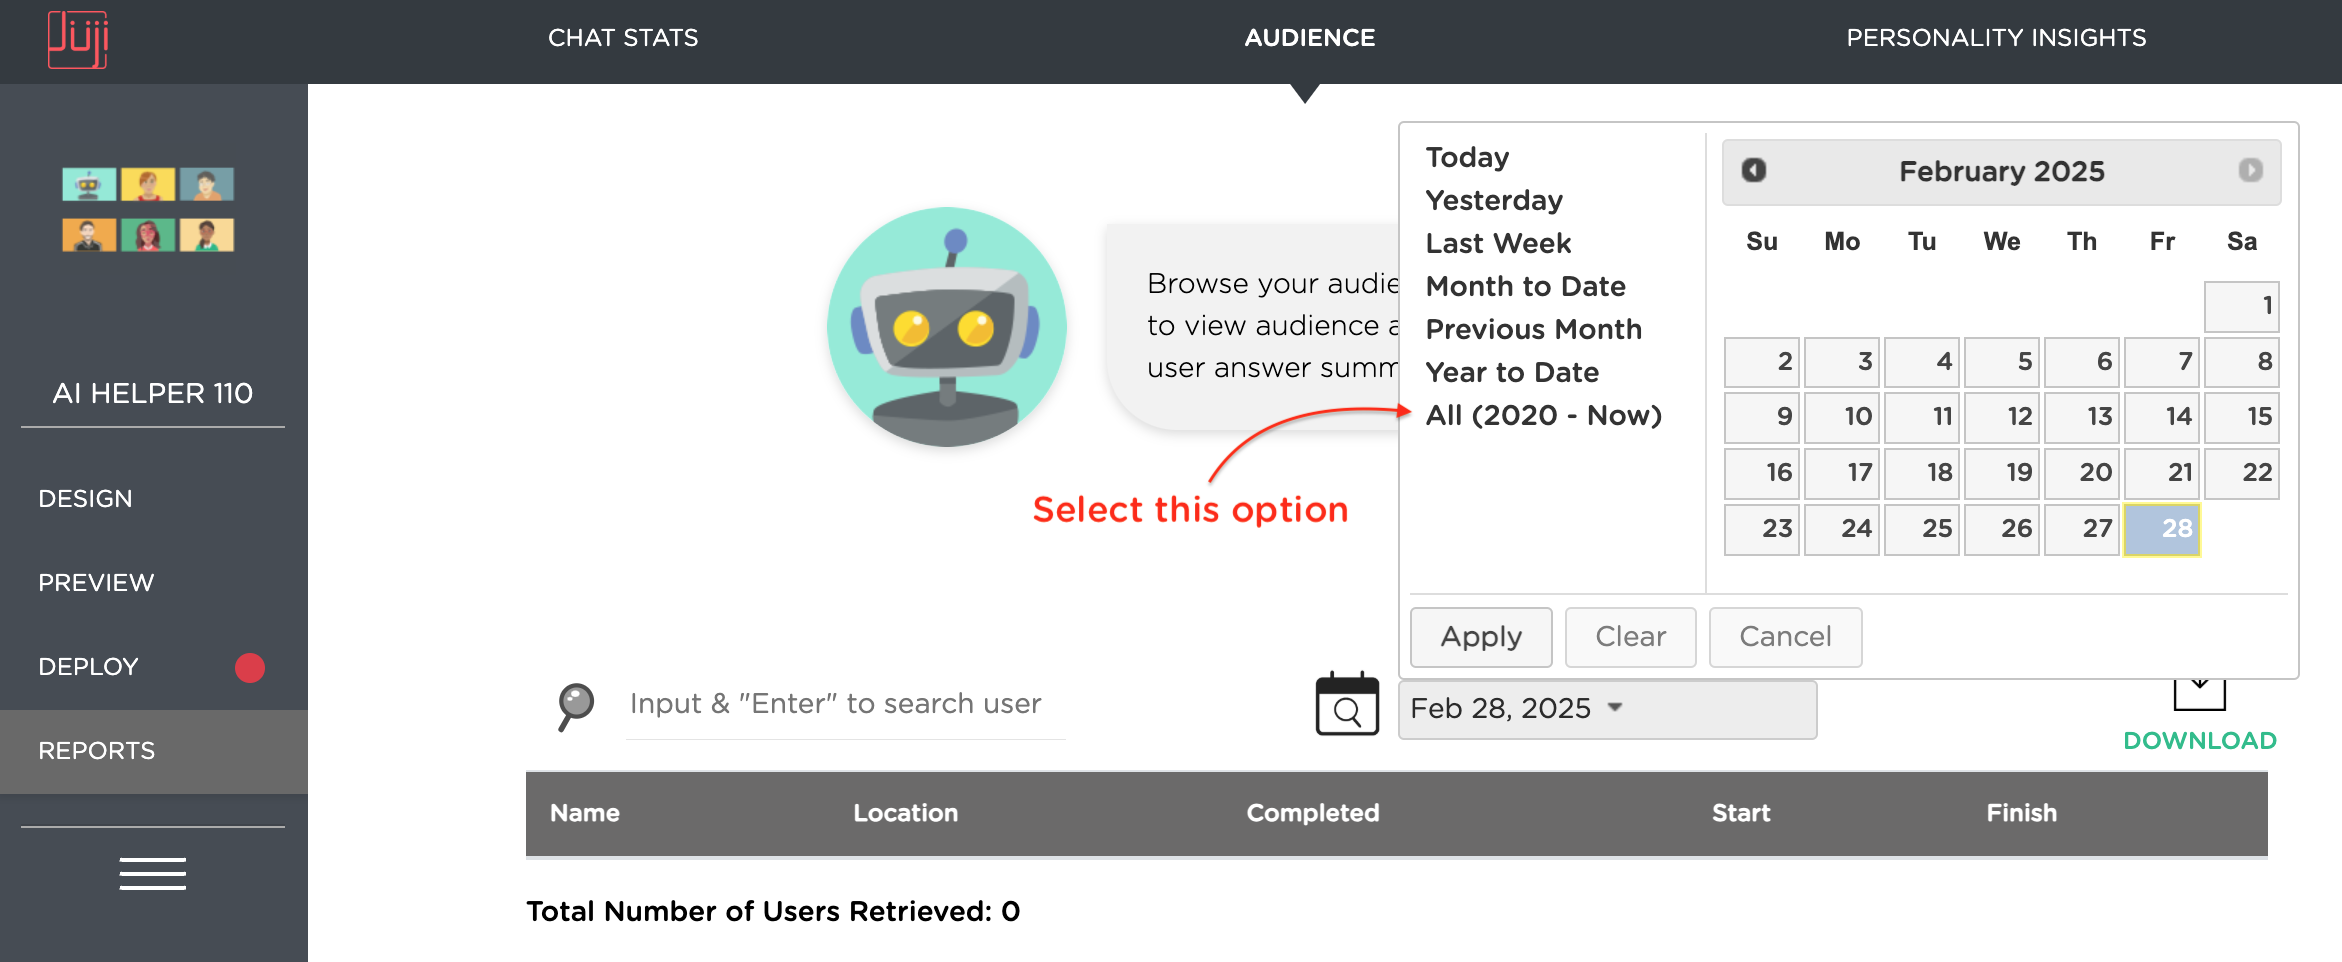 Juji
CHAT STATS
AUDIENCE
PERSONALITY INSIGHTS
AI HELPER 110
DESIGN
PREVIEW
DEPLOY
REPORTS
Browse your audie
to view audience a
user answer summ
Select this option
Today
Yesterday
Last Week
Month to Date
Previous Month
Year to Date
All (2020 - Now)
February 2025
Su Mo Tu We Th Fr Sa
1
2 3 4 5 6 7 8
9 10 11 12 13 14 15
16 17 18 19 20 21 22
23 24 25 26 27 28
Apply Clear Cancel
Input & "Enter" to search user
Feb 28, 2025
DOWNLOAD
Name Location Completed Start Finish
Total Number of Users Retrieved: 0